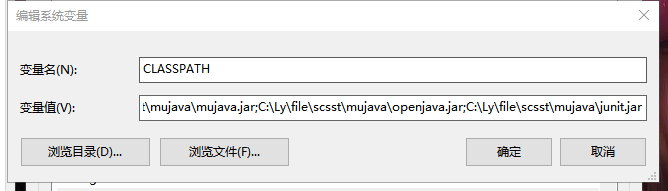 编辑系统变量
变量名(N):
CLASSPATH
变量值(V):
:\mujava\mujava.jar;C:\Ly\file\scsst\mujava\openjava.jar;C:\Ly\file\scsst\mujava\junit.jar
浏览目录(D)...
浏览文件(F)...
确定
取消